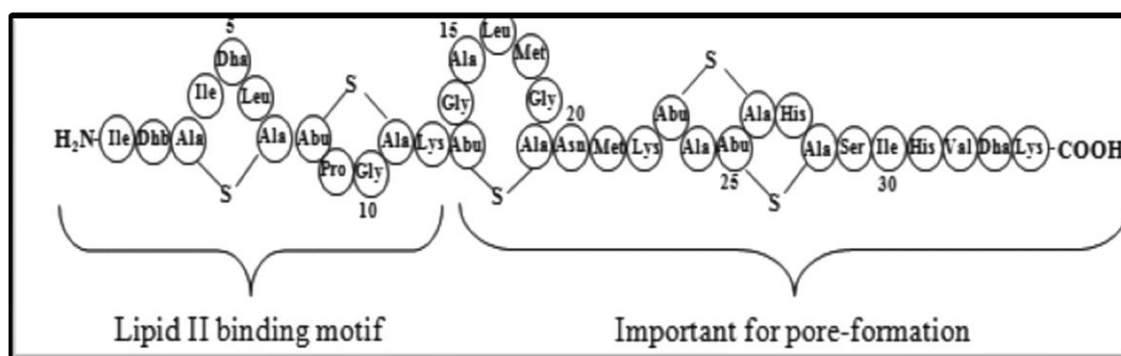 5
15
Leu
Dha
Ala
Met
Ile
Leu
S
Gly
Gly
20
S
Abu
Ala
His
H₂N-
Ile
Dhb
Ala
Ala
Abu
Ala
Lys
Abu
Ala
Asn
Met
Lys
Ala
Abu
Ala
Ser
Ile
His
Val
Dha
Lys
-COOH
Pro
Gly
S
10
S
25
S
30
Lipid II binding motif
Important for pore-formation